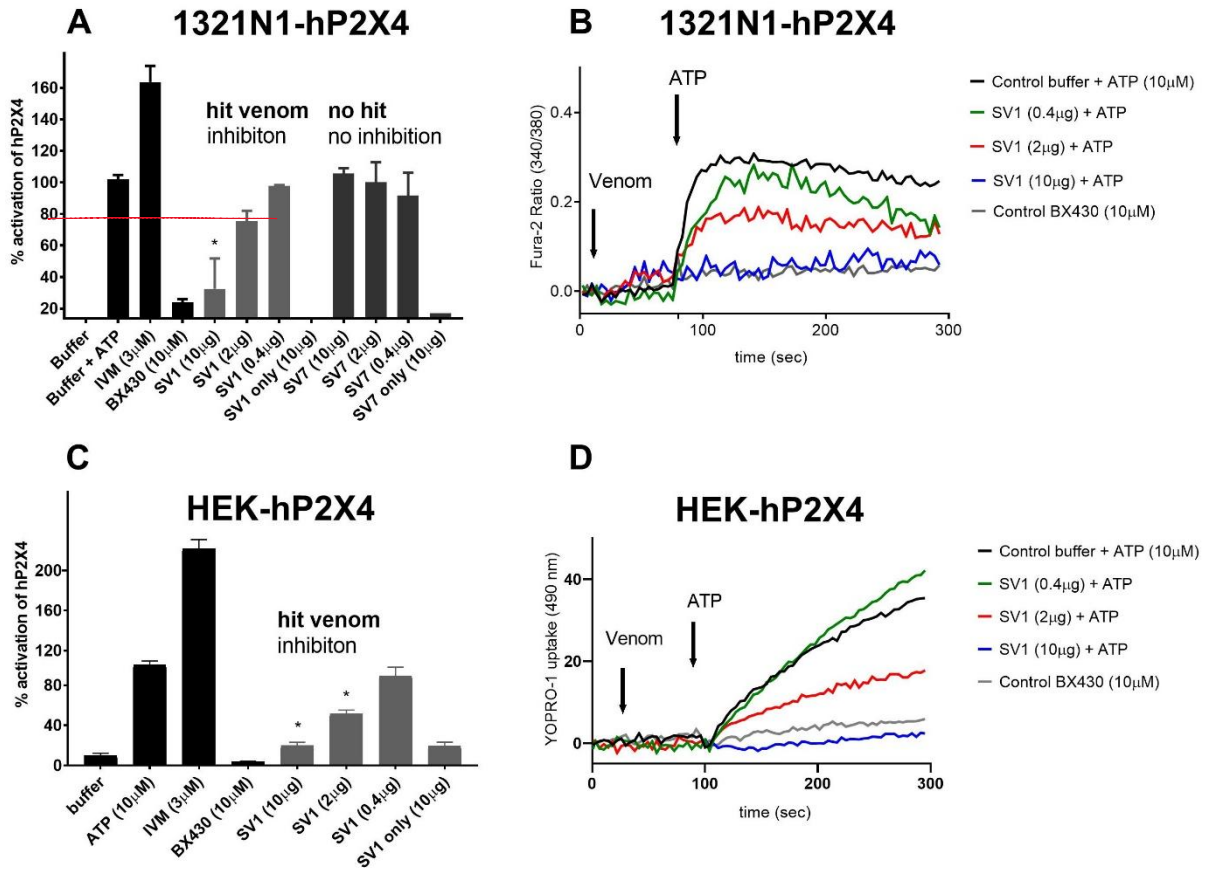 A
1321N1-hP2X4
% activation of hP2X4
160
140
120
100
80
60
40
20
hit venom
inhibiton
no hit
no inhibition
*
Buffer
Buffer + ATP
IVM (3μM)
BX430 (10μM)
SV1 (10μg)
SV1 (2μg)
SV1 (0.4μg)
SV1 only (10μg)
SV7 (10μg)
SV7 (2μg)
SV7 (0.4μg)
SV7 only (10μg)
B
1321N1-hP2X4
Fura-2 Ratio (340/380)
0.4
0.2
0.0
Venom
ATP
100
200
300
time (sec)
Control buffer + ATP (10μM)
SV1 (0.4μg) + ATP
SV1 (2μg) + ATP
SV1 (10μg) + ATP
Control BX430 (10μM)
C
HEK-hP2X4
% activation of hP2X4
200
160
120
80
40
0
hit venom
inhibiton
*
*
buffer
ATP (10μM)
IVM (3μM)
BX430 (10μM)
SV1 (10μg)
SV1 (2μg)
SV1 (0.4μg)
SV1 only (10μg)
D
HEK-hP2X4
YOPRO-1 uptake (490 nm)
40
20
0
Venom
ATP
0
100
200
300
time (sec)
Control buffer + ATP (10μM)
SV1 (0.4μg) + ATP
SV1 (2μg) + ATP
SV1 (10μg) + ATP
Control BX430 (10μM)